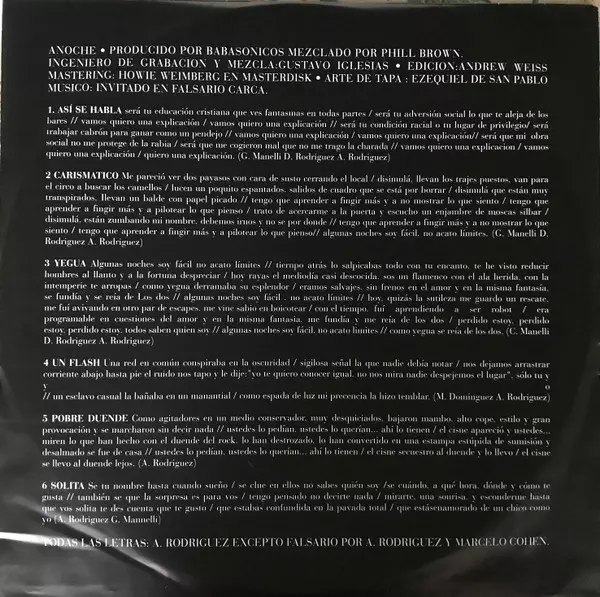 ANOCHE • PRODUCIDO POR BABASONICOS MEZCLADO POR PHILL BROWN.
INGENIERO DE GRABACION Y MEZCLA:GUSTAVO IGLESIAS • EDICION:ANDREW WEISS
MASTERING: HOWIE WEIMBERG EN MASTERDISK • ARTE DE TAPA : EZEQUIEL DE SAN PABLO
MUSICO: INVITADO EN FALSARIO CARCA.
1. ASÍ SE HABLA será tu educación cristiana que ves fantasmas en todas partes / será tu adversión social lo que te aleja de los
bares // vamos quiero una explicación / vamos quiero una explicación // será tu condición racial o tu lugar de privilegio/ será
trabajar cabrón para ganar como un pendejo // vamos quiero una explicación / vamos quiero una explicación// será que mi obra
social no me protege de la rabia / será que me cogieron mal que no me trago la charada // vamos quiero una explicacion / vamos
quiero una explicación / quiero una explicación. (G. Manelli D. Rodriguez A. Rodriguez)
2 CARISMATICO Me pareció ver dos payasos con cara de susto cerrando el local / disimulá, llevan los trajes puestos, van para
el circo a buscar los camellos / lucen un poquito espantados, salidos de cuadro que se está por borrar / disimulá que están muy
transpirados, llevan un balde con papel picado // tengo que aprender a fingir más y a no mostrar lo que siento / tengo que
aprender a fingir más y a pilotear lo que pienso / trato de acercarme a la puerta y escucho un enjambre de moscas silbar /
disimulá, están zumbando mi nombre, debemos irnos y no se por donde // tengo que aprender a fingir más y a no mostrar lo que
siento / tengo que aprender a fingir más y a pilotear lo que pienso// algunas noches soy fácil, no acato límites. (G. Manelli D.
Rodriguez A. Rodriguez)
3 YEGUA Algunas noches soy fácil no acato límites // tiempo atrás lo salpicabas todo con tu encanto, te he visto reducir
hombres al llanto y a la fortuna despreciar / hoy rayas el mediodía casi descocida, sos un flamenco con el ala herida, con la
intemperie te arropas / como yegua derramaba su esplendor / eramos salvajes, sin frenos en el amor y en la misma fantasía,
se fundía y se reía de Los dos // algunas noches soy fácil , no acato límites // hoy, quizás la sutileza me guardo un rescate,
me fui avivando en otro par de escapes, me vine sabio en boicotear / con el tiempo, fui aprendiendo a ser robot / era
programable en cuestiones del amor y en la misma fantasía, me fundía y me reía de los dos / perdido estoy, perdido
estoy, perdido estoy, todos saben quien soy // algunas noches soy fácil, no acato límites // como yegua se reía de los dos. (C. Manelli
D. Rodriguez A. Rodriguez)
4 UN FLASH Una red en común conspiraba en la oscuridad / sigilosa señal la que nadie debía notar / nos dejamos arrastrar
corriente abajo hasta pie el ruido nos tapo y le dije:"yo te quiero conocer igual, no nos mira nadie despejemos el lugar", sólo tu y
y o
// un esclavo casual la bañaba en un manantial / como espada de luz mi precencia la hizo temblar. (M. Dominguez A. Rodriguez)
5 POBRE DUENDE Como agitadores en un medio conservador, muy desquiciados, bajaron mambo, alto cope, estilo y gran
provocación y se marcharon sin decir nada // ustedes lo pedían, ustedes lo querían... ahí lo tienen / el cisne apareció y ustedes...
miren lo que han hecho con el duende del rock, lo han destrozado, lo han convertido en una estampa estúpida de sumisión y
desalmado se fue de casa // ustedes lo pedían, ustedes lo querían... ahí lo tienen / el cisne secuestro al duende y lo llevo / el cisne
se llevo al duende lejos. (A. Rodriguez)
6 SOLITA Se tu nombre hasta cuando sueño / se che en ellos no sabes quién soy /se cuándo, a qué hora, dónde y cómo te
gusta // también se que la sorpresa es para vos / tengo pensado no decirte nada / mirarte, una sonrisa, y esconderme hasta
que vos solita te des cuenta que te gusto / que estabas confundida en la pavada total / que estásenamorado de un chico como
yo (A. Rodriguez G. Mannelli)
TODAS LAS LETRAS: A. RODRIGUEZ EXCEPTO FALSARIO POR A. RODRIGUEZ Y MARCELO COHEN.